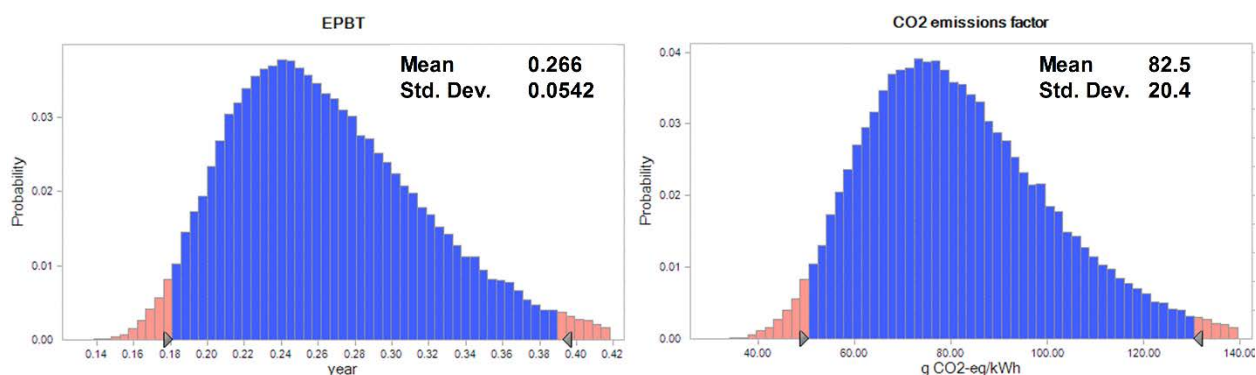 EPBT
Mean 0.266
Std. Dev. 0.0542
Probability
0.03
0.02
0.01
0.00
0.14 0.16 0.18 0.20 0.22 0.24 0.26 0.28 0.30 0.32 0.34 0.36 0.38 0.40 0.42
year
CO2 emissions factor
Mean 82.5
Std. Dev. 20.4
Probability
0.04
0.03
0.02
0.01
0.00
40.00 60.00 80.00 100.00 120.00 140.00
g CO2-eq/kWh